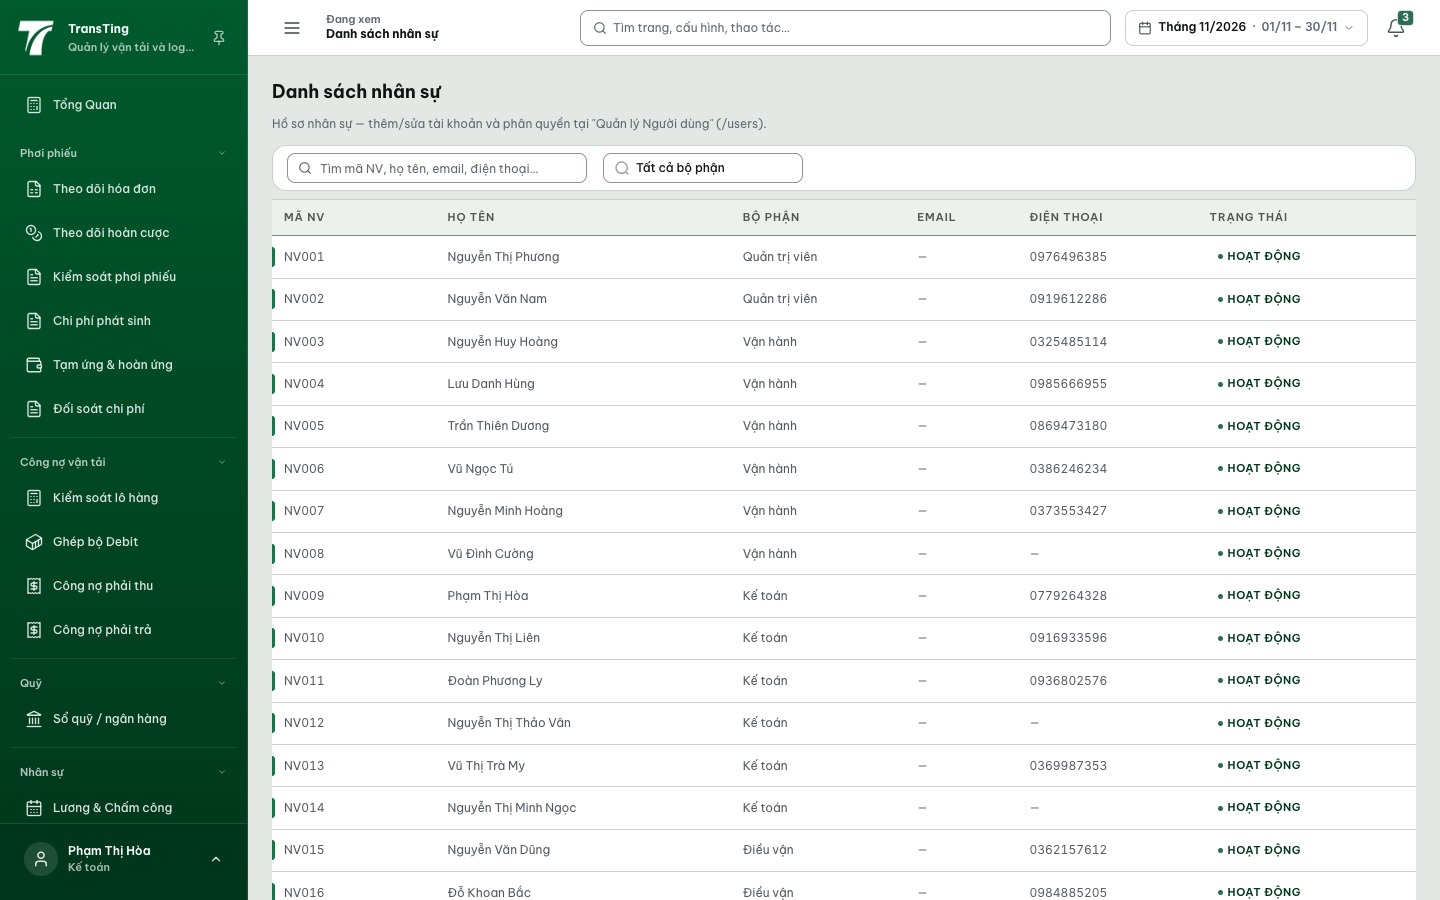 TransTing
Quản lý vận tải và log...
Tổng Quan
Phơi phiếu
Theo dõi hóa đơn
Theo dõi hoàn cược
Kiểm soát phơi phiếu
Chi phí phát sinh
Tạm ứng & hoàn ứng
Đối soát chi phí
Công nợ vận tải
Kiểm soát lô hàng
Ghép bộ Debit
Công nợ phải thu
Công nợ phải trả
Quỹ
Sổ quỹ / ngân hàng
Nhân sự
Lương & Chấm công
Phạm Thị Hòa
Kế toán
Đang xem
Danh sách nhân sự
Tìm trang, cấu hình, thao tác...
Tháng 11/2026 · 01/11 – 30/11
3
Danh sách nhân sự
Hồ sơ nhân sự — thêm/sửa tài khoản và phân quyền tại "Quản lý Người dùng" (/users).
Tìm mã NV, họ tên, email, điện thoại...
Tất cả bộ phận
MÃ NV HỌ TÊN BỘ PHẬN EMAIL ĐIỆN THOẠI TRẠNG THÁI
NV001 Nguyễn Thị Phương Quản trị viên — 0976496385 HOẠT ĐỘNG
NV002 Nguyễn Văn Nam Quản trị viên — 0919612286 HOẠT ĐỘNG
NV003 Nguyễn Huy Hoàng Vận hành — 0325485114 HOẠT ĐỘNG
NV004 Lưu Danh Hùng Vận hành — 0985666955 HOẠT ĐỘNG
NV005 Trần Thiên Dương Vận hành — 0869473180 HOẠT ĐỘNG
NV006 Vũ Ngọc Tú Vận hành — 0386246234 HOẠT ĐỘNG
NV007 Nguyễn Minh Hoàng Vận hành — 0373553427 HOẠT ĐỘNG
NV008 Vũ Đình Cường Vận hành — — HOẠT ĐỘNG
NV009 Phạm Thị Hòa Kế toán — 0779264328 HOẠT ĐỘNG
NV010 Nguyễn Thị Liên Kế toán — 0916933596 HOẠT ĐỘNG
NV011 Đoàn Phương Ly Kế toán — 0936802576 HOẠT ĐỘNG
NV012 Nguyễn Thị Thảo Vân Kế toán — — HOẠT ĐỘNG
NV013 Vũ Thị Trà My Kế toán — 0369987353 HOẠT ĐỘNG
NV014 Nguyễn Thị Minh Ngọc Kế toán — — HOẠT ĐỘNG
NV015 Nguyễn Văn Dũng Điều vận — 0362157612 HOẠT ĐỘNG
NV016 Đỗ Khoan Bắc Điều vận — 0984885205 HOẠT ĐỘNG